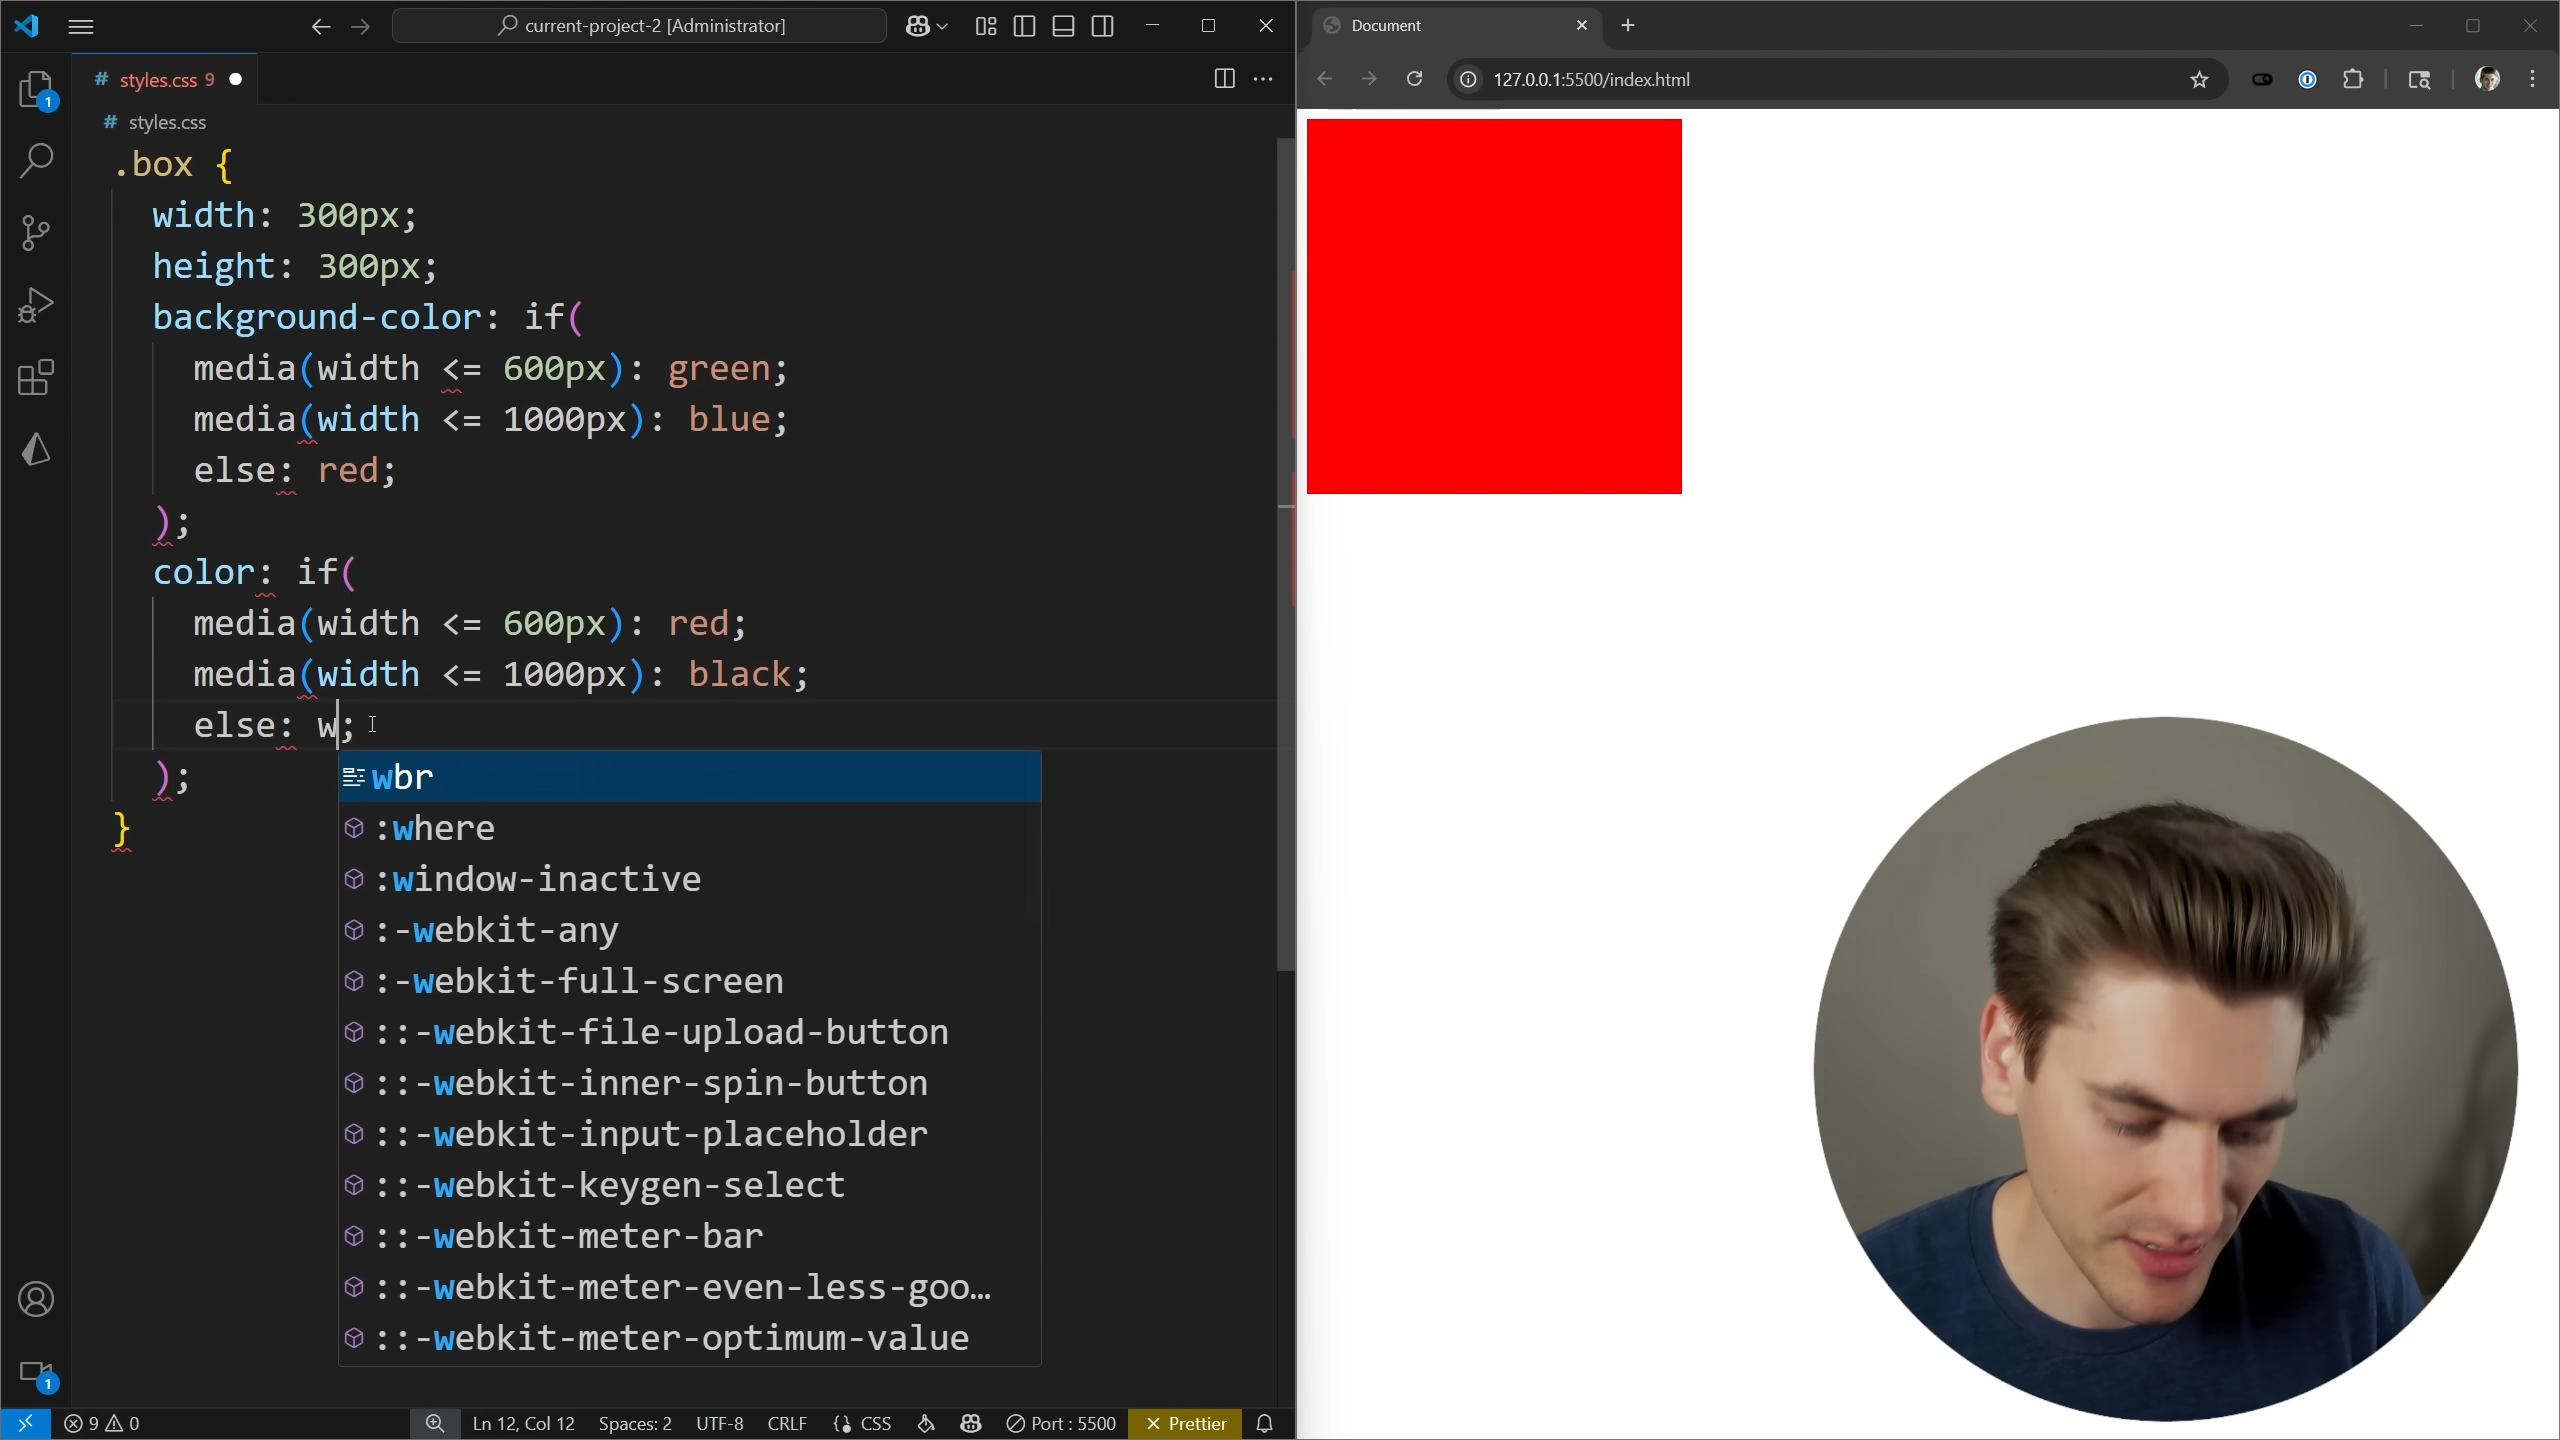 current-project-2 [Administrator]
# styles.css 9
# styles.css
.box {
width: 300px;
height: 300px;
background-color: if(
media(width <= 600px): green;
media(width <= 1000px): blue;
else: red;
);
color: if(
media(width <= 600px): red;
media(width <= 1000px): black;
else: w;
);
}
wbr
:where
:window-inactive
:-webkit-any
:-webkit-full-screen
::-webkit-file-upload-button
::-webkit-inner-spin-button
::-webkit-input-placeholder
::-webkit-keygen-select
::-webkit-meter-bar
::-webkit-meter-even-less-goo…
::-webkit-meter-optimum-value
1
1
9 0 Ln 12, Col 12 Spaces: 2 UTF-8 CRLF CSS Port : 5500 Prettier
Document
127.0.0.1:5500/index.html